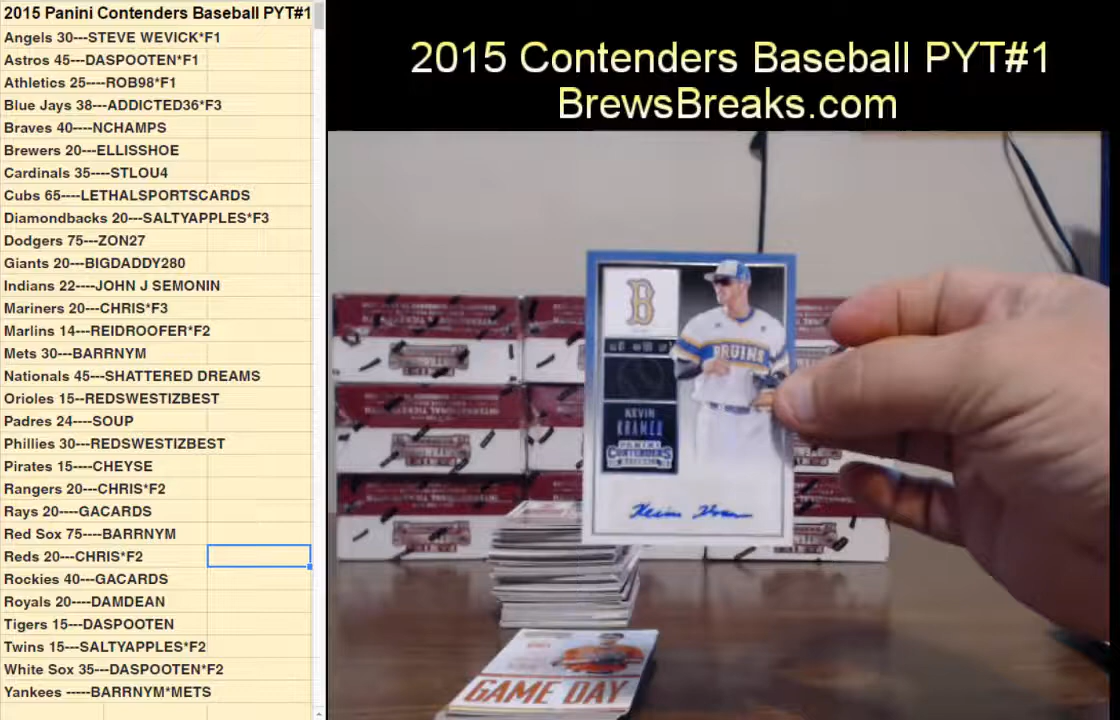 2015 Panini Contenders Baseball PYT#1
Angels 30---STEVE WEVICK*F1
Astros 45----DASPOOTEN*F1
Athletics 25----ROB98*F1
Blue Jays 38---ADDICTED36*F3
Braves 40----NCHAMPS
Brewers 20---ELLISSHOE
Cardinals 35----STLOU4
Cubs 65----LETHALSPORTSCARDS
Diamondbacks 20---SALTYAPPLES*F3
Dodgers 75---ZON27
Giants 20---BIGDADDY280
Indians 22----JOHN J SEMONIN
Mariners 20---CHRIS*F3
Marlins 14---REIDROOFER*F2
Mets 30---BARRNYM
Nationals 45---SHATTERED DREAMS
Orioles 15--REDSWESTIZBEST
Padres 24----SOUP
Phillies 30---REDSWESTIZBEST
Pirates 15----CHEYSE
Rangers 20---CHRIS*F2
Rays 20----GACARDS
Red Sox 75----BARRNYM
Reds 20---CHRIS*F2
Rockies 40---GACARDS
Royals 20----DAMDEAN
Tigers 15----DASPOOTEN
Twins 15---SALTYAPPLES*F2
White Sox 35---DASPOOTEN*F2
Yankees -----BARRNYM*METS
2015 Contenders Baseball PYT#1
BrewsBreaks.com
B
BRUINS
KEVIN
KRAMER
PANINI
CONTENDERS
GAME DAY